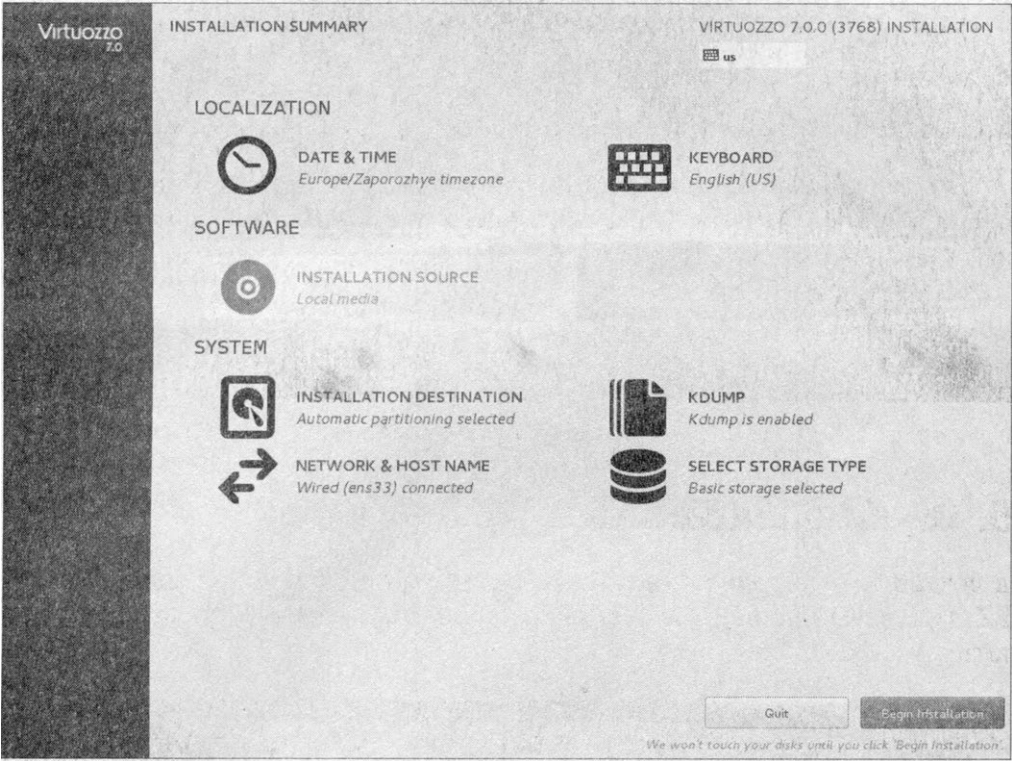 Virtuozzo
7.0
INSTALLATION SUMMARY
VIRTUOZZO 7.0.0 (3768) INSTALLATION
us
LOCALIZATION
DATE & TIME
Europe/Zaporozhye timezone
KEYBOARD
English (US)
SOFTWARE
INSTALLATION SOURCE
Local media
SYSTEM
INSTALLATION DESTINATION
Automatic partitioning selected
KDUMP
Kdump is enabled
NETWORK & HOST NAME
Wired (ens33) connected
SELECT STORAGE TYPE
Basic storage selected
Quit
Begin Installation
We won't touch your disks until you click 'Begin Installation'.